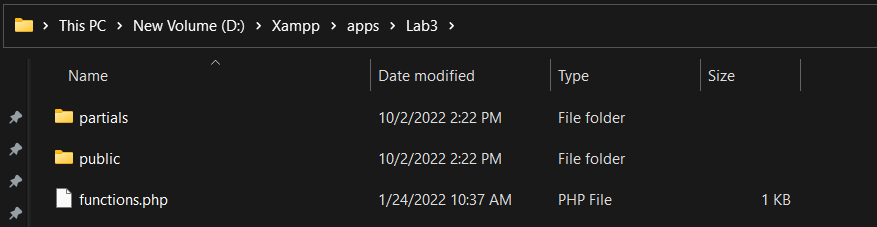 This PC > New Volume (D:) > Xampp > apps > Lab3 >
Name Date modified Type Size
partials 10/2/2022 2:22 PM File folder
public 10/2/2022 2:22 PM File folder
functions.php 1/24/2022 10:37 AM PHP File 1 KB